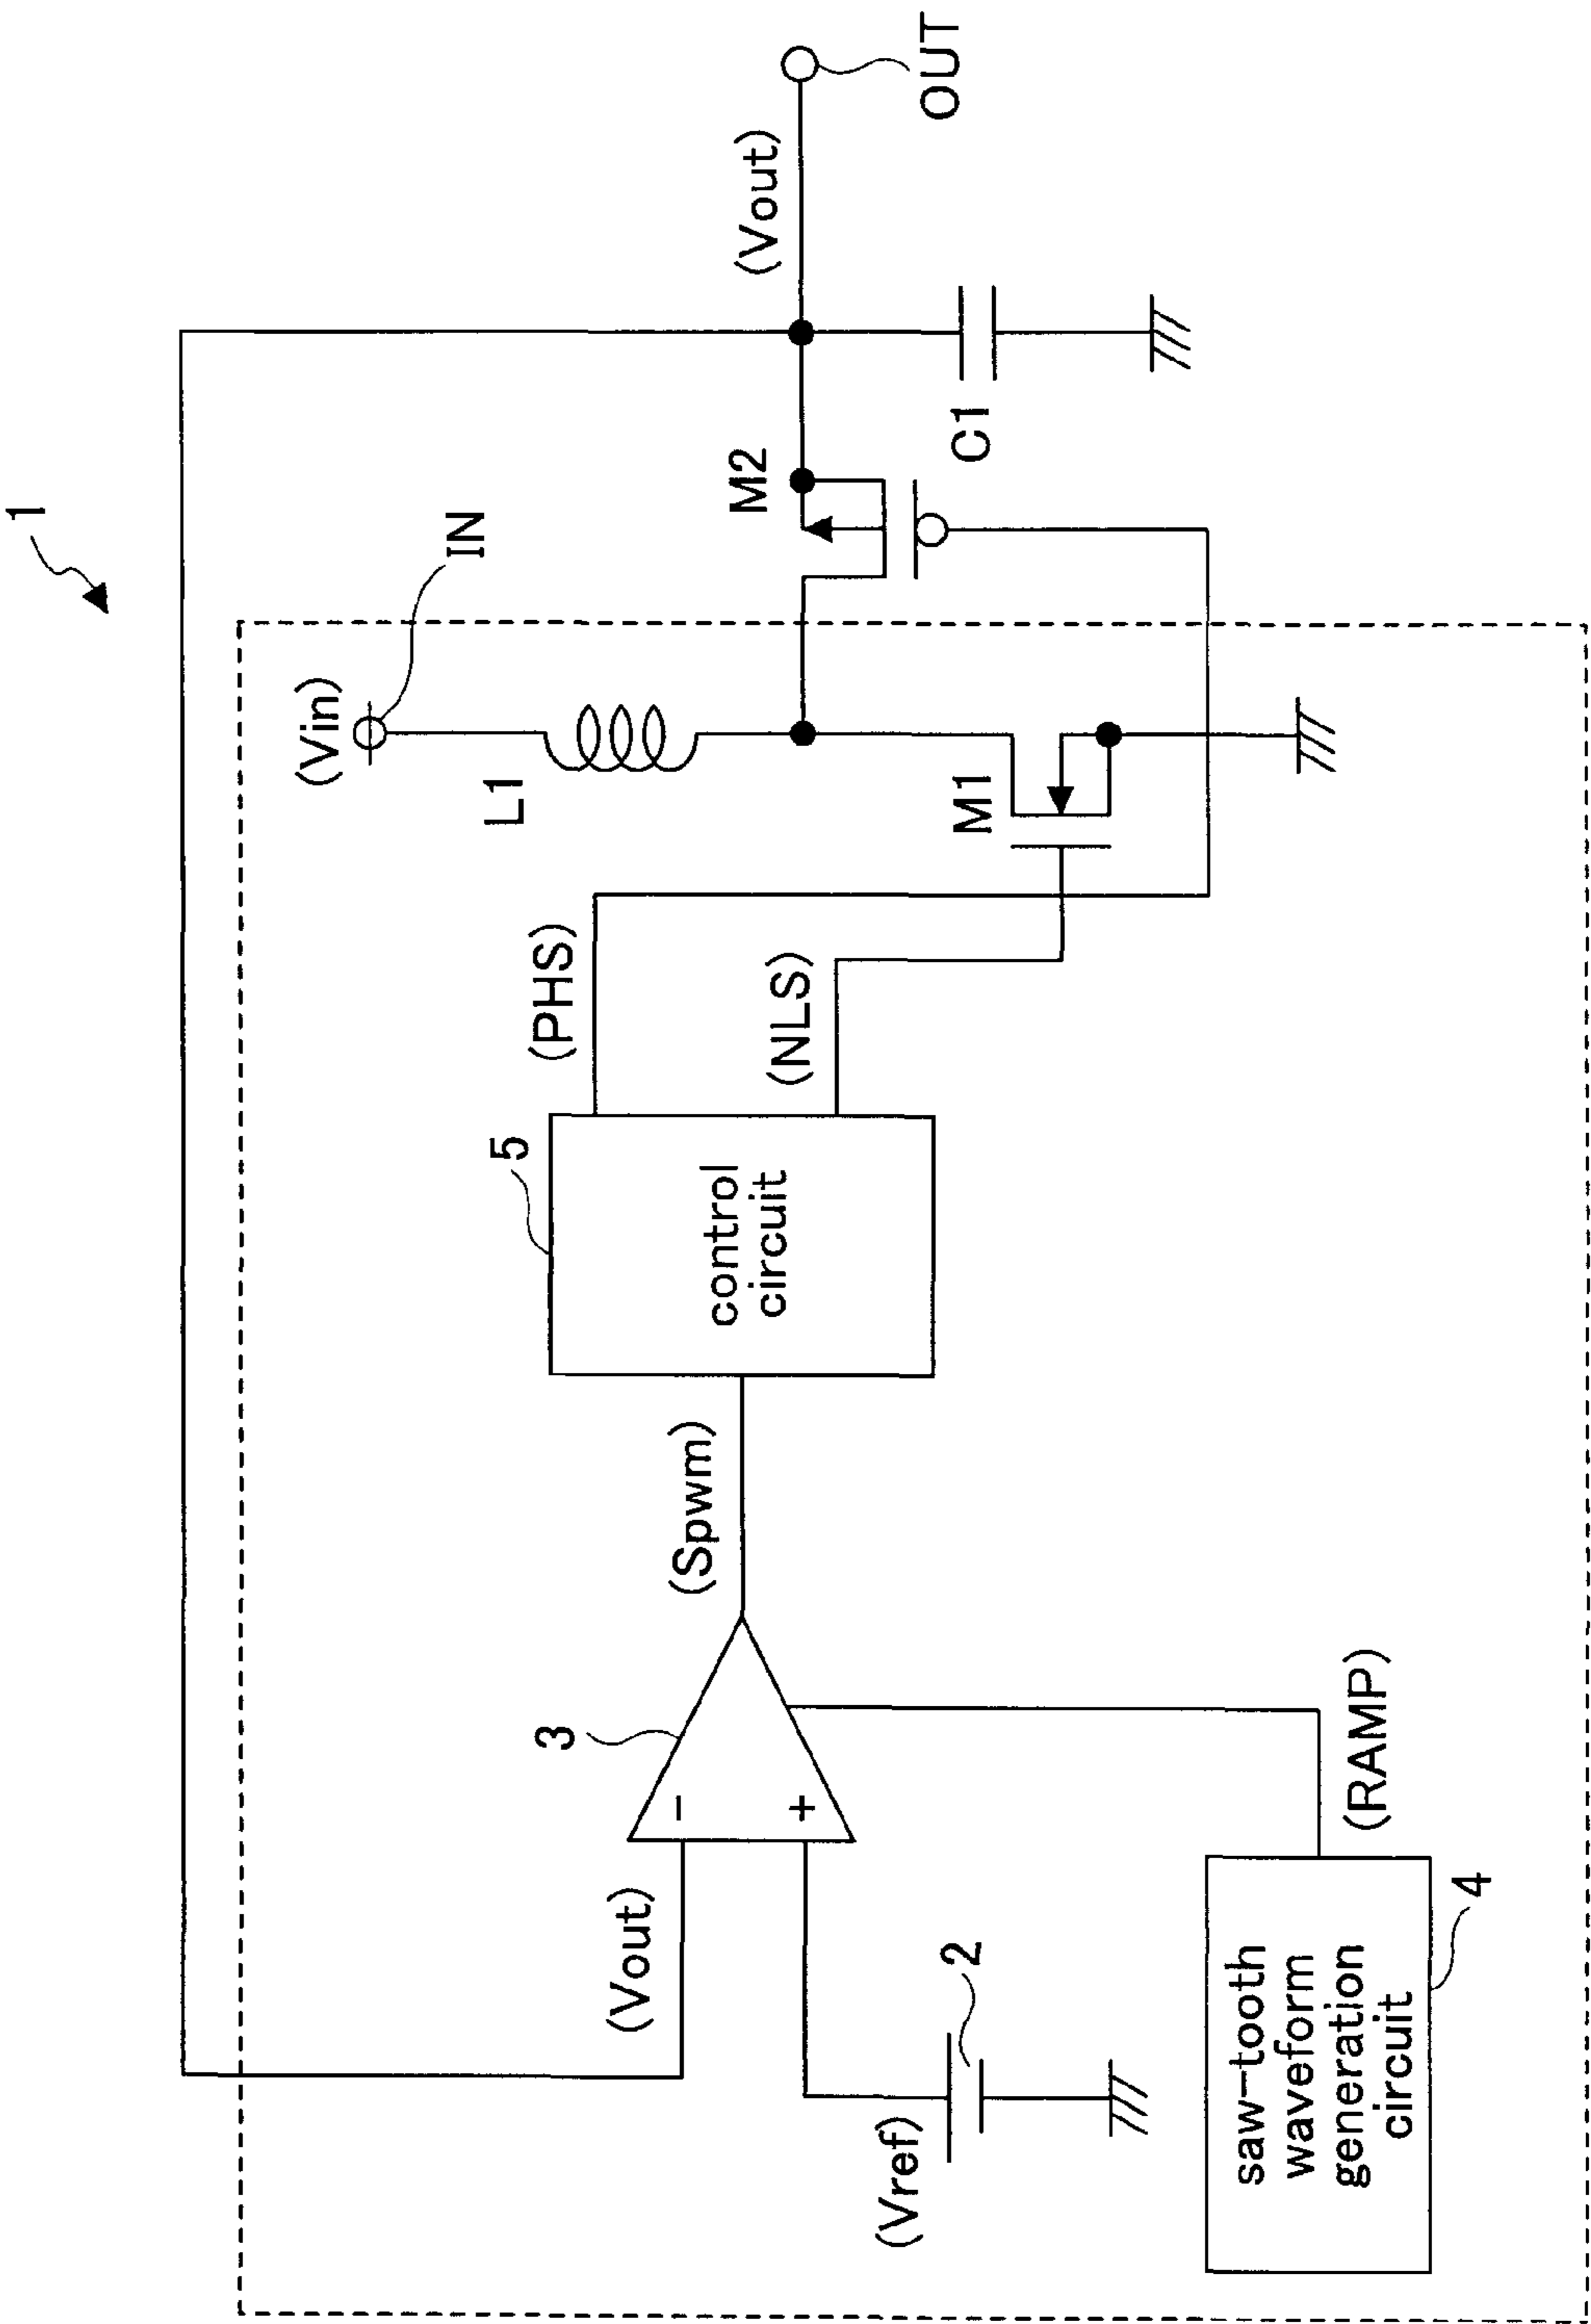 1
(Vin)
IN
L1
M2
(Vout)
OUT
C1
M1
(PHS)
(NLS)
5
control
circuit
(Spwm)
3
-
+
(Vout)
(Vref)
2
(RAMP)
saw-tooth
waveform
generation
circuit
4